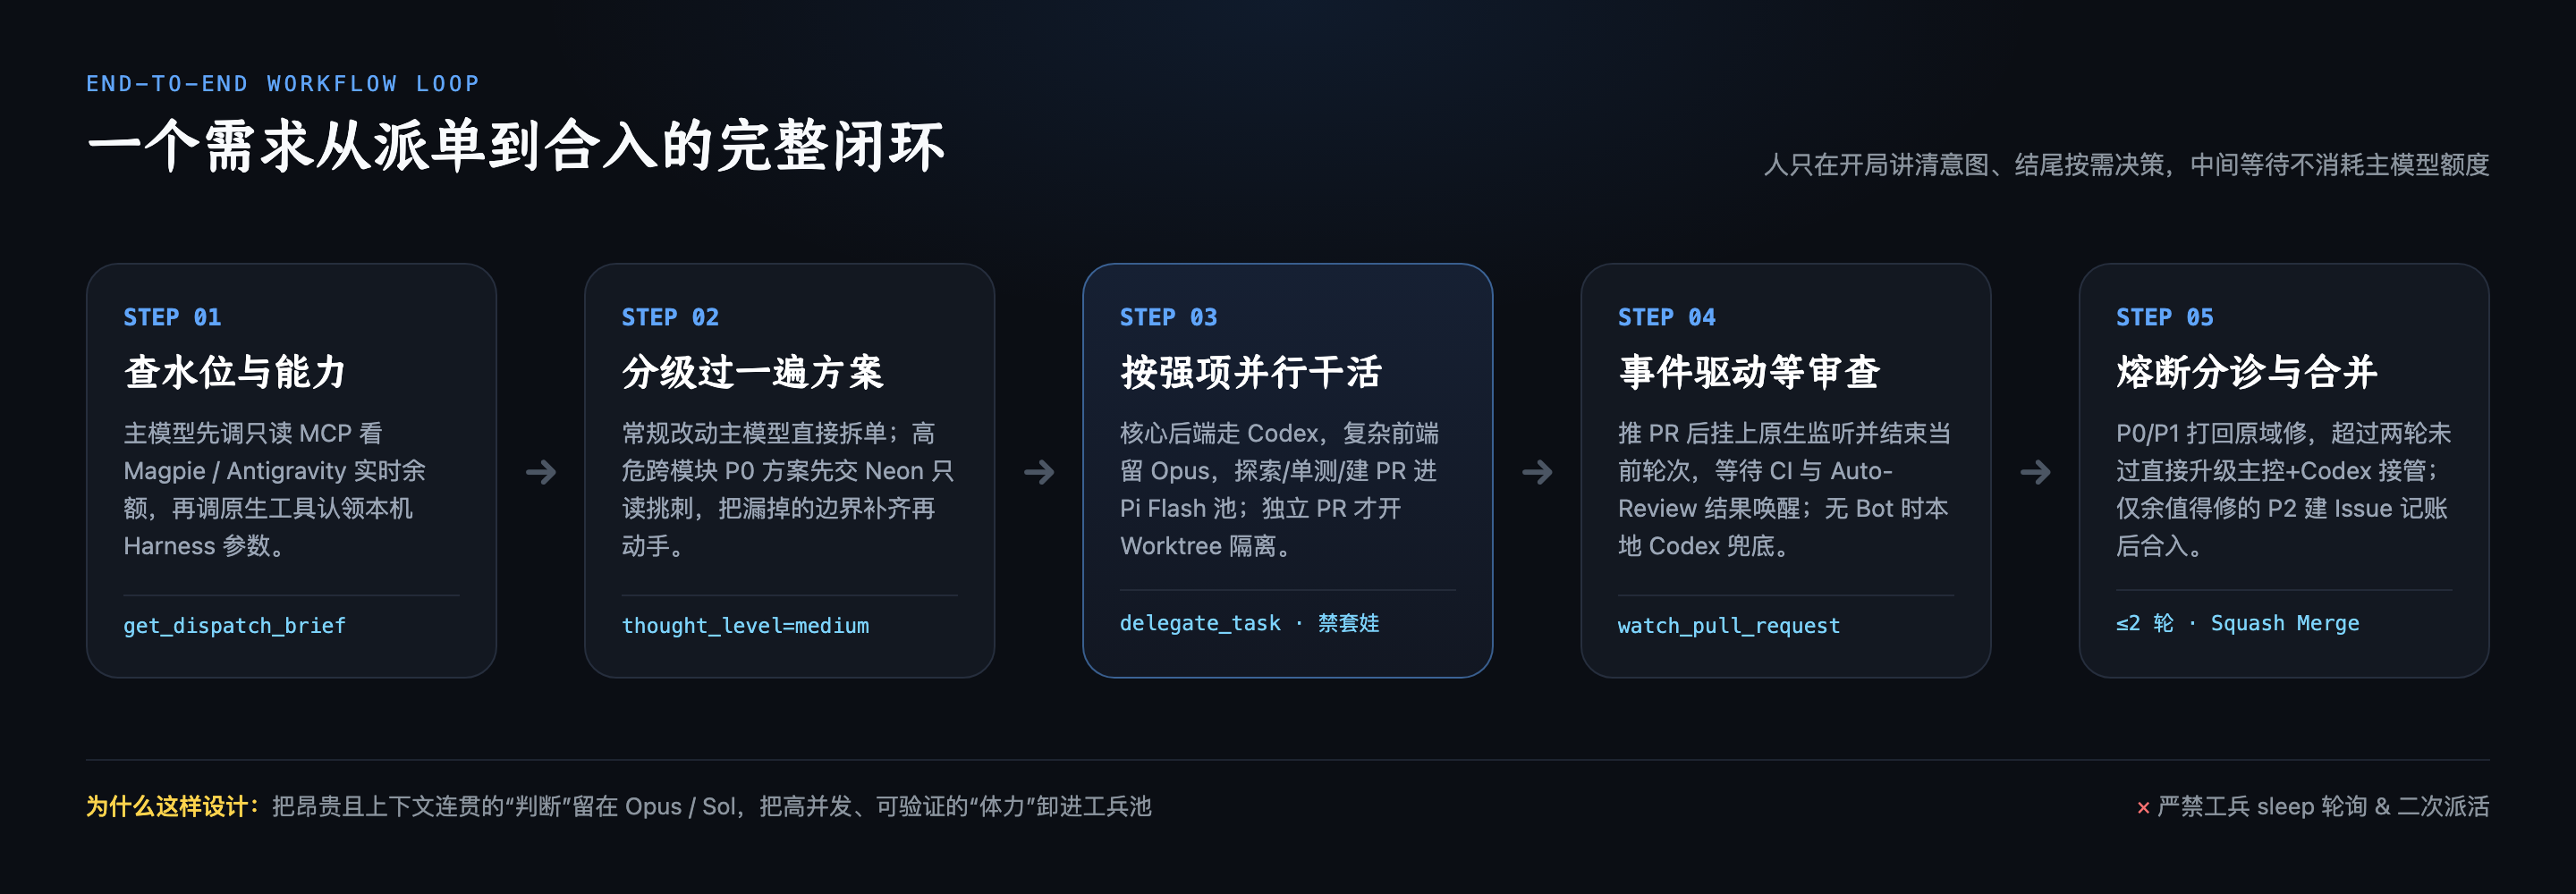 END-TO-END WORKFLOW LOOP
一个需求从派单到合入的完整闭环
人只在开局讲清意图、结尾按需决策，中间等待不消耗主模型额度
STEP 01
查水位与能力
主模型先调只读 MCP 看
Magpie / Antigravity 实时余
额，再调原生工具认领本机
Harness 参数。
get_dispatch_brief
→
STEP 02
分级过一遍方案
常规改动主模型直接拆单；高
危跨模块 P0 方案先交 Neon 只
读挑刺，把漏掉的边界补齐再
动手。
thought_level=medium
→
STEP 03
按强项并行干活
核心后端走 Codex，复杂前端
留 Opus，探索/单测/建 PR 进
Pi Flash 池；独立 PR 才开
Worktree 隔离。
delegate_task · 禁套娃
→
STEP 04
事件驱动等审查
推 PR 后挂上原生监听并结束当
前轮次，等待 CI 与 Auto-
Review 结果唤醒；无 Bot 时本
地 Codex 兜底。
watch_pull_request
→
STEP 05
熔断分诊与合并
P0/P1 打回原域修，超过两轮未
过直接升级主控+Codex 接管；
仅余值得修的 P2 建 Issue 记账
后合入。
≤2 轮 · Squash Merge
为什么这样设计：把昂贵且上下文连贯的“判断”留在 Opus / Sol，把高并发、可验证的“体力”卸进工兵池
× 严禁工兵 sleep 轮询 & 二次派活